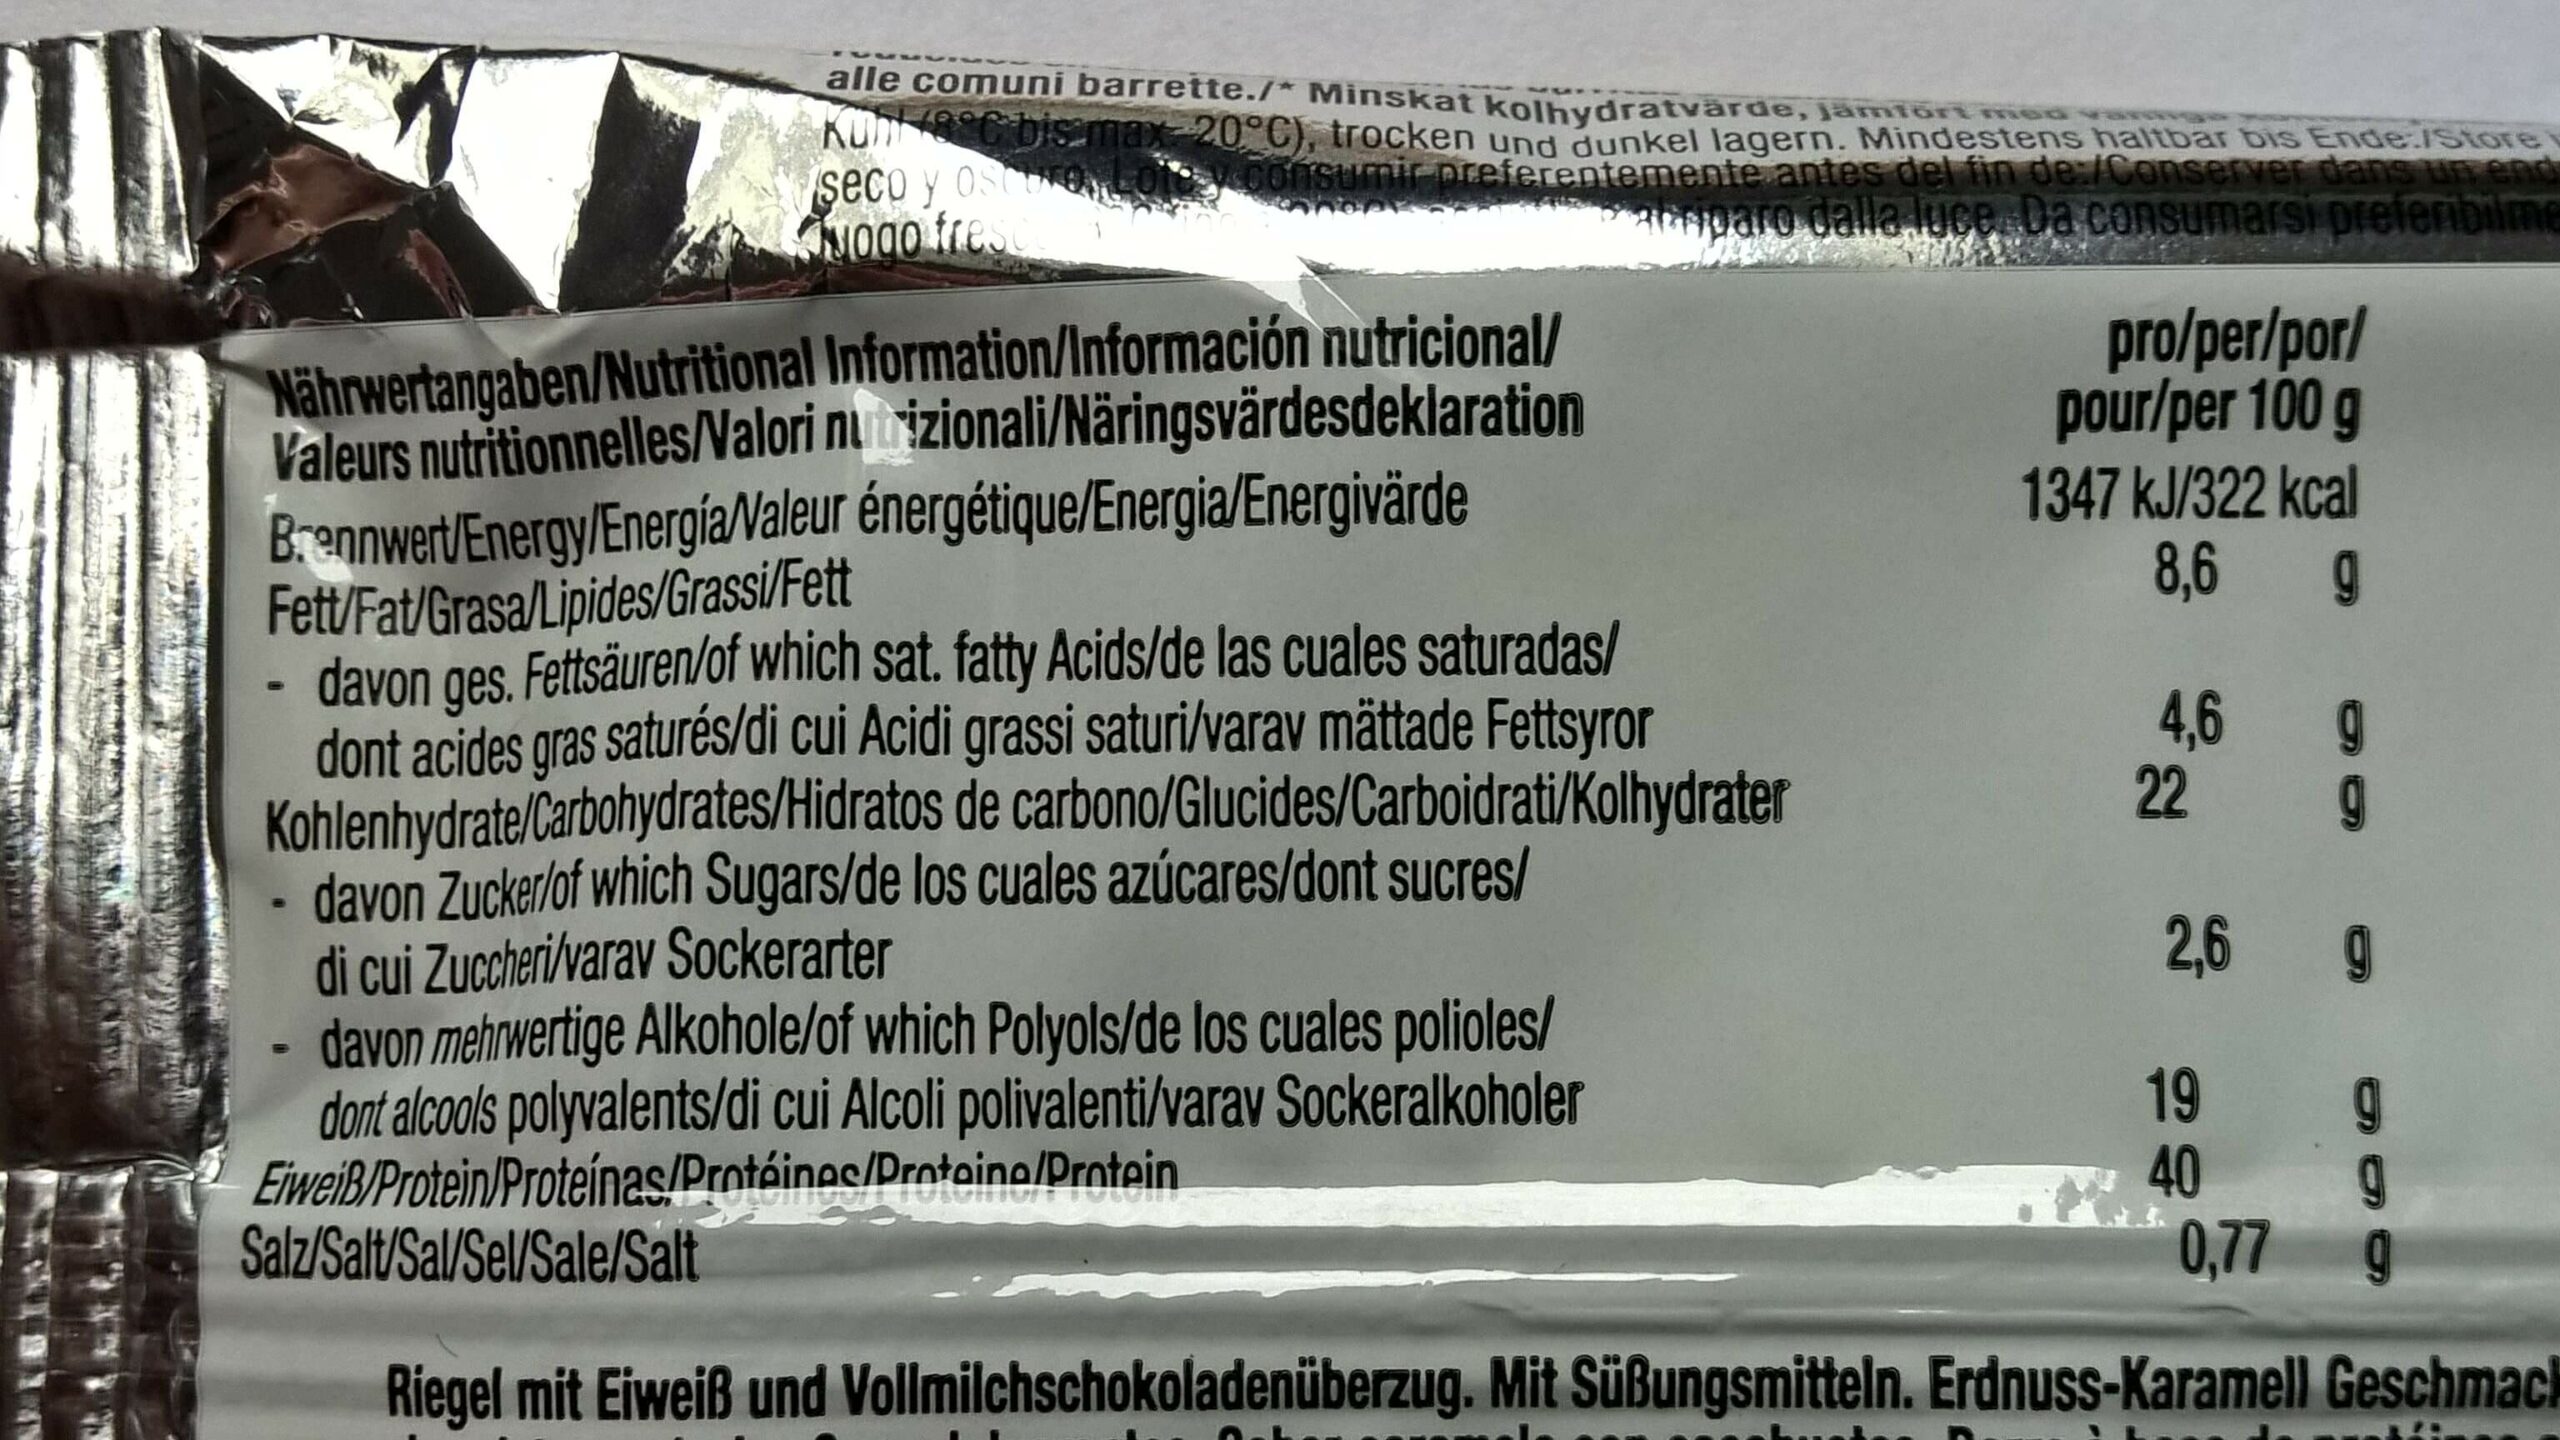 alle comuni barrette./* Minskat kolhydratvärde, jämfört med
Kühl (8°C bis max. 20°C), trocken und dunkel lagern. Mindestens haltbar bis Ende:/Store
seco y oscuro. Lote y consumir preferentemente antes del fin de:/Conserver dans un
luogo riparo dalla luce. Da consumarsi
Nährwertangaben/Nutritional Information/Información nutricional/ pro/per/por/
Valeurs nutritionnelles/Valori nutrizionali/Näringsvärdesdeklaration pour/per 100 g
Brennwert/Energy/Energía/Valeur énergétique/Energia/Energivärde 1347 kJ/322 kcal
Fett/Fat/Grasa/Lipides/Grassi/Fett 8,6 g
- davon ges. Fettsäuren/of which sat. fatty Acids/de las cuales saturadas/
dont acides gras saturés/di cui Acidi grassi saturi/varav mättade Fettsyror 4,6 g
Kohlenhydrate/Carbohydrates/Hidratos de carbono/Glucides/Carboidrati/Kolhydrater 22 g
- davon Zucker/of which Sugars/de los cuales azúcares/dont sucres/
di cui Zuccheri/varav Sockerarter 2,6 g
- davon mehrwertige Alkohole/of which Polyols/de los cuales polioles/
dont alcools polyvalents/di cui Alcoli polivalenti/varav Sockeralkoholer 19 g
Eiweiß/Protein/Proteínas/Protéines/Proteine/Protein 40 g
Salz/Salt/Sal/Sel/Sale/Salt 0,77 g
Riegel mit Eiweiß und Vollmilchschokoladenüberzug. Mit Süßungsmitteln. Erdnuss-Karamell Geschmack